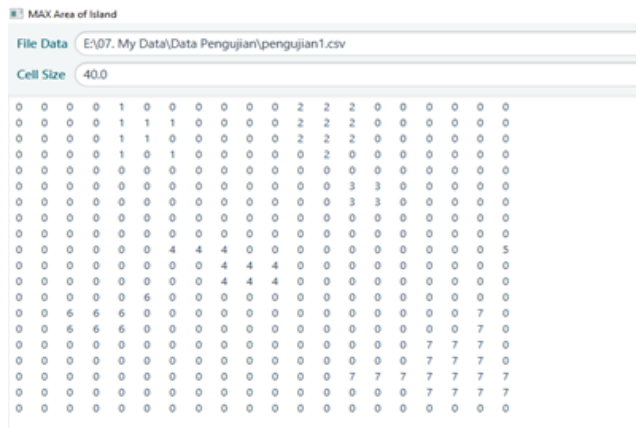 MAX Area of Island
File Data E:\07. My Data\Data Pengujian\pengujian1.csv
Cell Size 40.0
0 0 0 0 1 0 0 0 0 0 0 2 2 2 0 0 0 0 0 0
0 0 0 0 1 1 1 0 0 0 0 2 2 2 0 0 0 0 0 0
0 0 0 0 1 1 0 0 0 0 0 2 2 2 0 0 0 0 0 0
0 0 0 0 1 0 1 0 0 0 0 0 2 0 0 0 0 0 0 0
0 0 0 0 0 0 0 0 0 0 0 0 0 0 0 0 0 0 0 0
0 0 0 0 0 0 0 0 0 0 0 0 0 3 3 0 0 0 0 0
0 0 0 0 0 0 0 0 0 0 0 0 0 3 3 0 0 0 0 0
0 0 0 0 0 0 0 0 0 0 0 0 0 0 0 0 0 0 0 0
0 0 0 0 0 0 0 0 0 0 0 0 0 0 0 0 0 0 0 0
0 0 0 0 0 0 4 4 4 0 0 0 0 0 0 0 0 0 0 5
0 0 0 0 0 0 0 0 4 4 4 0 0 0 0 0 0 0 0 0
0 0 0 0 0 0 0 0 4 4 4 0 0 0 0 0 0 0 0 0
0 0 0 0 0 6 0 0 0 0 0 0 0 0 0 0 0 0 0 0
0 0 6 6 6 0 0 0 0 0 0 0 0 0 0 0 0 0 7 0
0 0 6 6 6 0 0 0 0 0 0 0 0 0 0 0 0 0 7 0
0 0 0 0 0 0 0 0 0 0 0 0 0 0 0 0 7 7 7 0
0 0 0 0 0 0 0 0 0 0 0 0 0 0 0 0 7 7 7 0
0 0 0 0 0 0 0 0 0 0 0 0 0 7 7 7 7 7 7 7
0 0 0 0 0 0 0 0 0 0 0 0 0 0 0 0 7 7 7 7
0 0 0 0 0 0 0 0 0 0 0 0 0 0 0 0 0 0 0 0